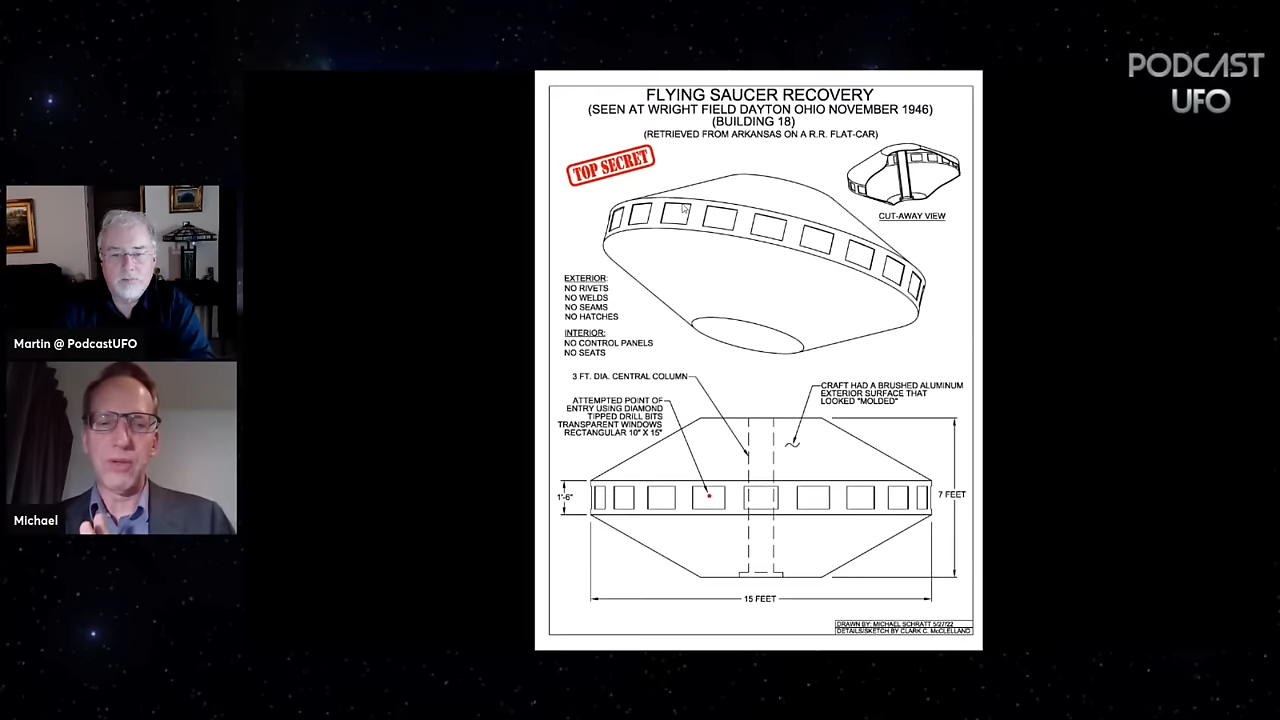 PODCAST
UFO
FLYING SAUCER RECOVERY
(SEEN AT WRIGHT FIELD DAYTON OHIO NOVEMBER 1946)
(BUILDING 18)
(RETRIEVED FROM ARKANSAS ON A R.R. FLAT-CAR)
TOP SECRET
CUT-AWAY VIEW
EXTERIOR:
NO RIVETS
NO WELDS
NO SEAMS
NO HATCHES
INTERIOR:
NO CONTROL PANELS
NO SEATS
3 FT. DIA. CENTRAL COLUMN
CRAFT HAD A BRUSHED ALUMINUM
EXTERIOR SURFACE THAT
LOOKED "MOLDED"
ATTEMPTED POINT OF
ENTRY USING DIAMOND
TIPPED DRILL BITS
TRANSPARENT WINDOWS
RECTANGULAR 10" X 15"
1'-6"
7 FEET
15 FEET
DRAWN BY: MICHAEL SCHRATT 5/27/22
DETAILS/SKETCH BY CLARK C. McCLELLAND
Martin @ PodcastUFO
Michael